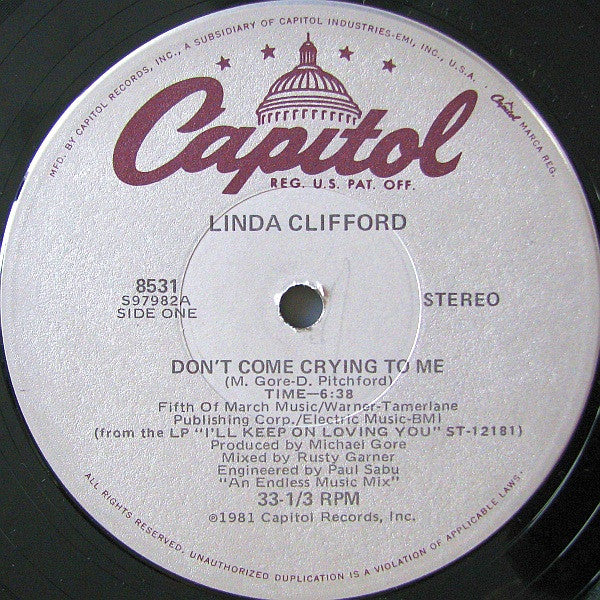 MFD. BY CAPITOL RECORDS, INC., A SUBSIDIARY OF CAPITOL INDUSTRIES-EMI, INC., U.S.A.
Capitol MARCA REG.
Capitol
REG. U.S. PAT. OFF.
LINDA CLIFFORD
8531
S97982A
SIDE ONE
STEREO
DON'T COME CRYING TO ME
(M. Gore-D. Pitchford)
TIME—6:38
Fifth Of March Music/Warner-Tamerlane
Publishing Corp./Electric Music-BMI
(from the LP "I'LL KEEP ON LOVING YOU" ST-12181)
Produced by Michael Gore
Mixed by Rusty Garner
Engineered by Paul Sabu
"An Endless Music Mix"
33-1/3 RPM
℗1981 Capitol Records, Inc.
ALL RIGHTS RESERVED. UNAUTHORIZED DUPLICATION IS A VIOLATION OF APPLICABLE LAWS.